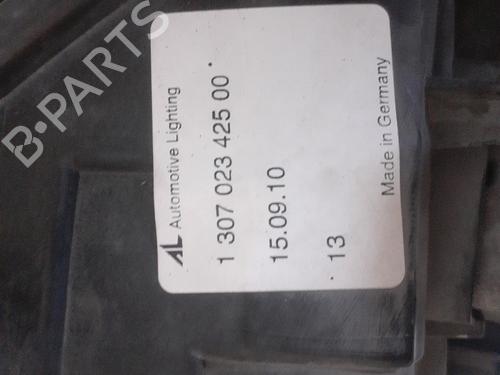 AL Automotive Lighting
1 307 023 425 00
15.09.10
13
Made in Germany
B-PARTS